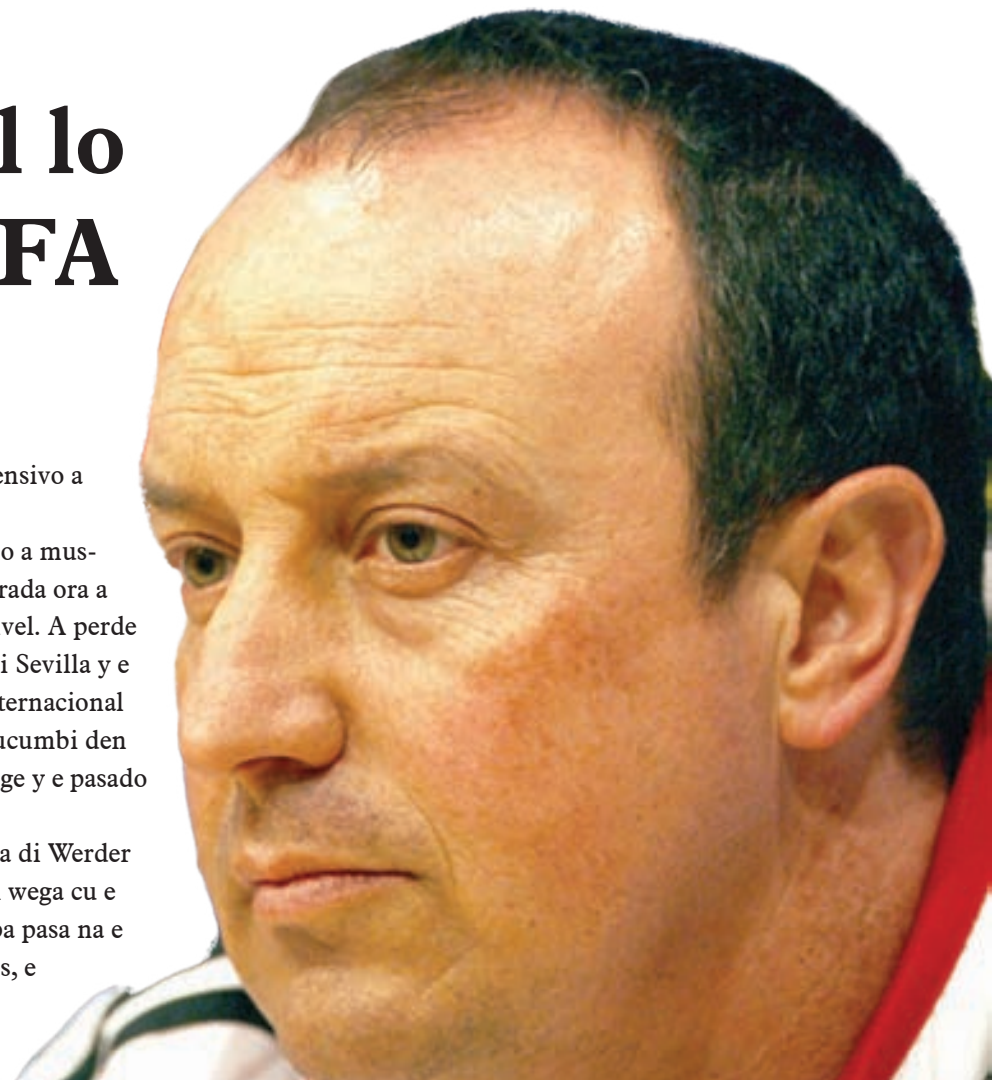 l lo
FA
ensivo a
o a mus-
rada ora a
vel. A perde
i Sevilla y e
ternacional
ucumbi den
ge y e pasado
a di Werder
wega cu e
pa pasa na e
s, e